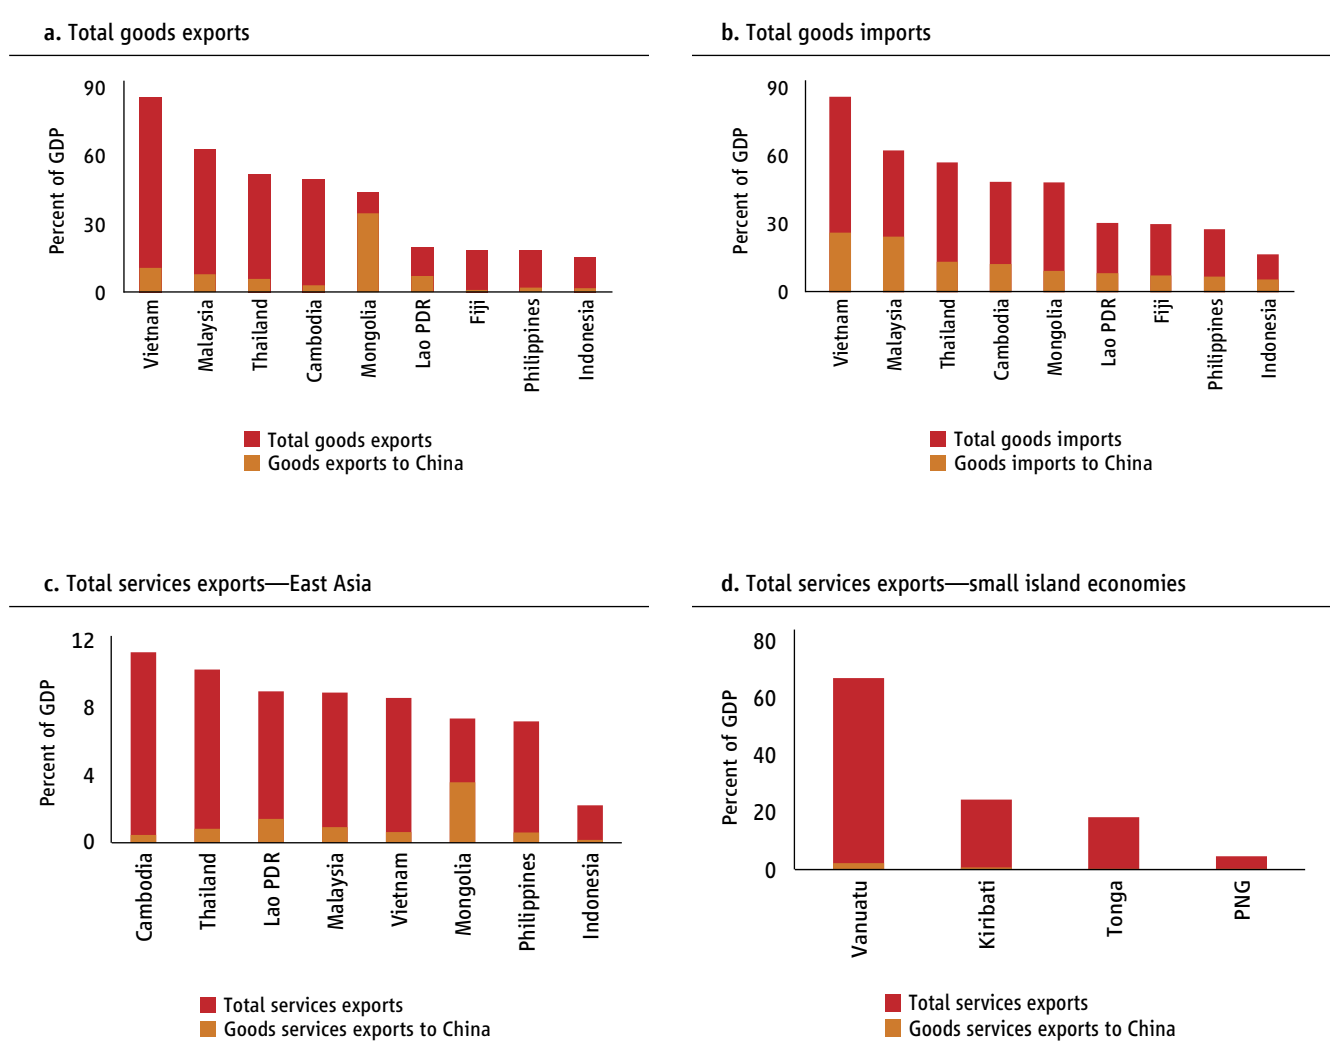 a. Total goods exports
Percent of GDP
90
60
30
0
Vietnam
Malaysia
Thailand
Cambodia
Mongolia
Lao PDR
Fiji
Philippines
Indonesia
Total goods exports
Goods exports to China
b. Total goods imports
Percent of GDP
90
60
30
0
Vietnam
Malaysia
Thailand
Cambodia
Mongolia
Lao PDR
Fiji
Philippines
Indonesia
Total goods imports
Goods imports to China
c. Total services exports—East Asia
Percent of GDP
12
8
4
0
Cambodia
Thailand
Lao PDR
Malaysia
Vietnam
Mongolia
Philippines
Indonesia
Total services exports
Goods services exports to China
d. Total services exports—small island economies
Percent of GDP
80
60
40
20
0
Vanuatu
Kiribati
Tonga
PNG
Total services exports
Goods services exports to China